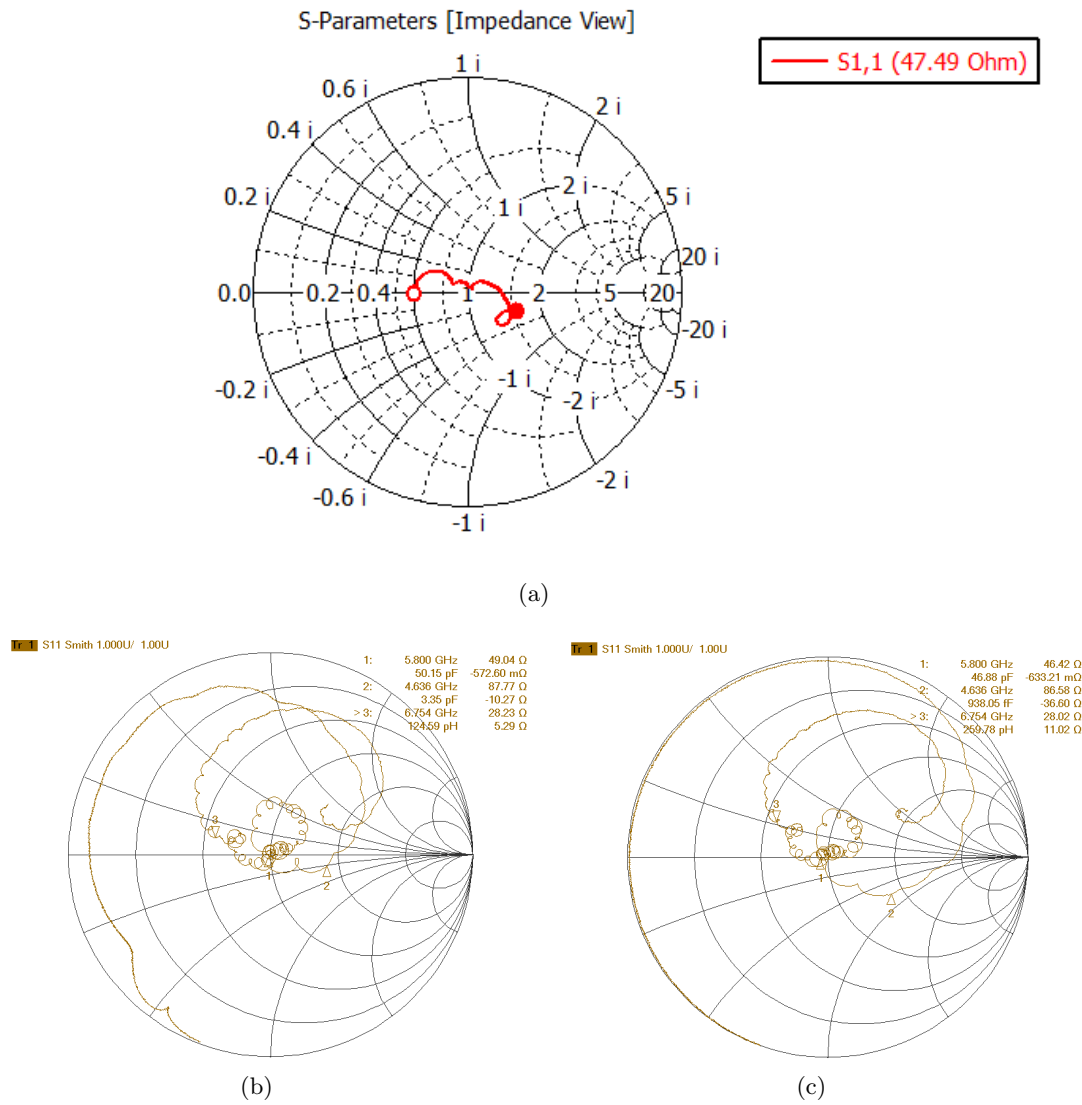 S-Parameters [Impedance View]
S1,1 (47.49 Ohm)
1 i
0.6 i
2 i
0.4 i
0.2 i
2 i
5 i
1 i
20 i
0.0
0.2
0.4
1
2
5
20
-20 i
-0.2 i
-1 i
-2 i
-5 i
-0.4 i
-0.6 i
-2 i
-1 i
(a)
Tr 1 S11 Smith 1.000U/ 1.00U
1: 5.800 GHz 49.04 Ω
50.15 pF -572.60 mΩ
2: 4.636 GHz 87.77 Ω
3.35 pF -10.27 Ω
> 3: 6.754 GHz 28.23 Ω
124.59 pH 5.29 Ω
3
1
2
(b)
Tr 1 S11 Smith 1.000U/ 1.00U
1: 5.800 GHz 46.42 Ω
46.88 pF -633.21 mΩ
2: 4.636 GHz 86.58 Ω
938.05 fF -36.60 Ω
> 3: 6.754 GHz 28.02 Ω
259.78 pH 11.02 Ω
3
1
2
(c)